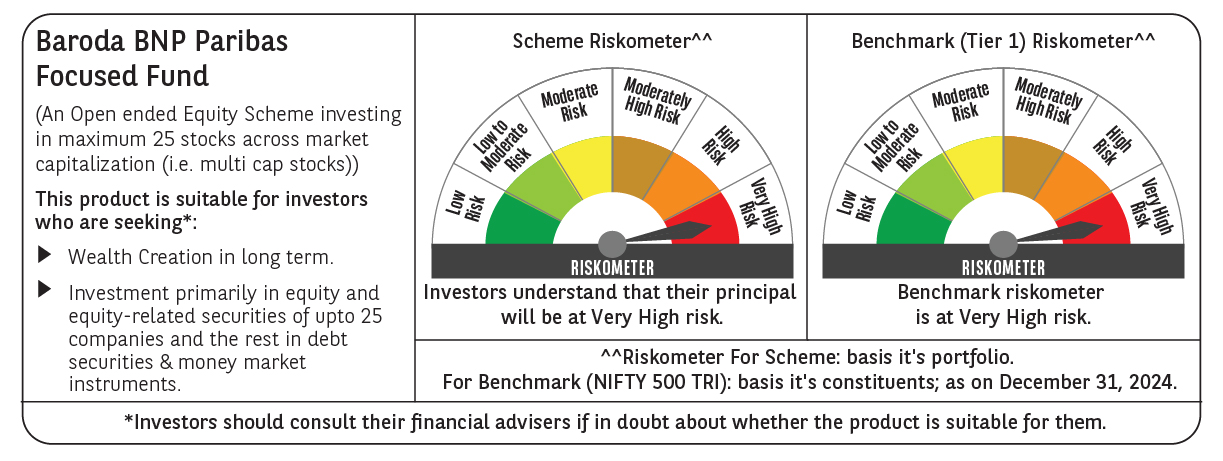 Baroda BNP Paribas
Focused Fund
(An Open ended Equity Scheme investing
in maximum 25 stocks across market
capitalization (i.e. multi cap stocks))
This product is suitable for investors
who are seeking*:
Wealth Creation in long term.
Investment primarily in equity and
equity-related securities of upto 25
companies and the rest in debt
securities & money market
instruments.
Scheme Riskometer^^
Low
Risk
Low to
Moderate
Risk
Moderate
Risk
Moderately
High Risk
High
Risk
Very High
Risk
RISKOMETER
Investors understand that their principal
will be at Very High risk.
Benchmark (Tier 1) Riskometer^^
Low
Risk
Low to
Moderate
Risk
Moderate
Risk
Moderately
High Risk
High
Risk
Very High
Risk
RISKOMETER
Benchmark riskometer
is at Very High risk.
^^Riskometer For Scheme: basis it's portfolio.
For Benchmark (NIFTY 500 TRI): basis it's constituents; as on December 31, 2024.
*Investors should consult their financial advisers if in doubt about whether the product is suitable for them.